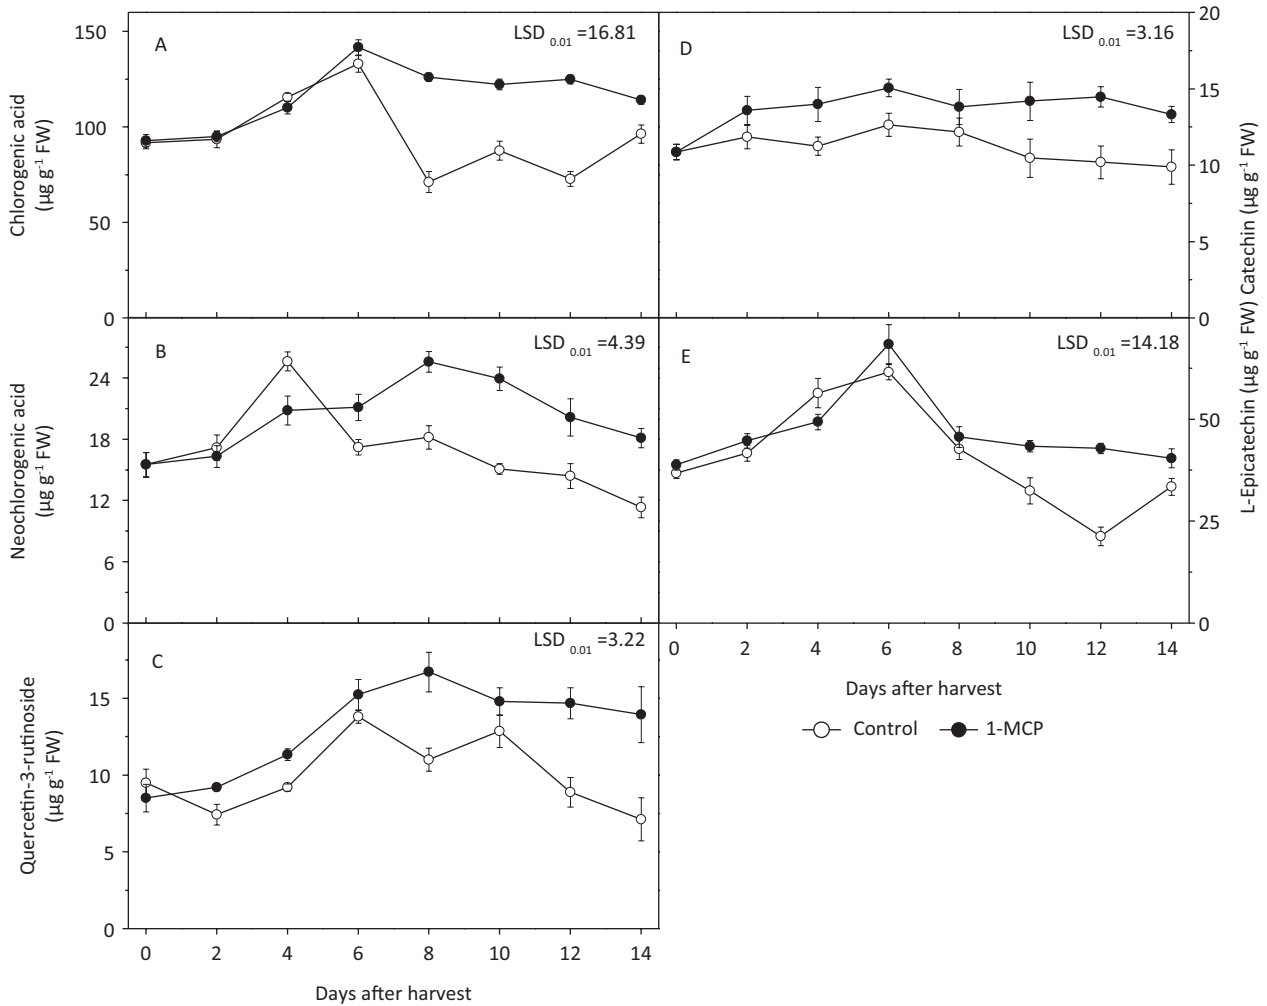 A
LSD 0.01 =16.81
150
100
50
0
Chlorogenic acid
(µg g-1 FW)
D
LSD 0.01 =3.16
20
15
10
5
0
Catechin (µg g-1 FW)
B
LSD 0.01 =4.39
24
18
12
6
0
Neochlorogenic acid
(µg g-1 FW)
E
LSD 0.01 =14.18
50
25
0
L-Epicatechin (µg g-1 FW)
0 2 4 6 8 10 12 14
Days after harvest
Control 1-MCP
C
LSD 0.01 =3.22
15
10
5
0
Quercetin-3-rutinoside
(µg g-1 FW)
0 2 4 6 8 10 12 14
Days after harvest